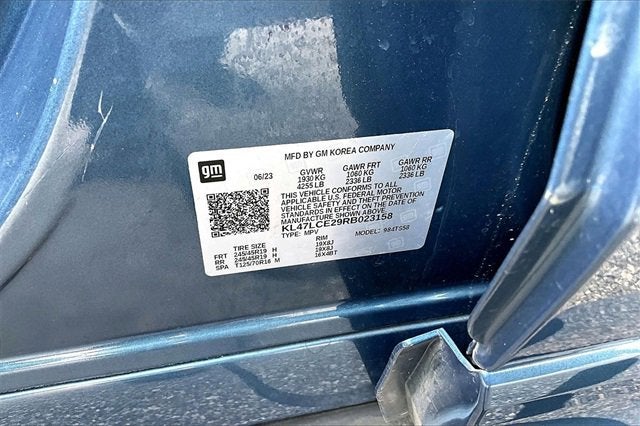 MFD BY GM KOREA COMPANY
gm
06/23
GVWR GAWR FRT GAWR RR
1930 KG 1060 KG 1060 KG
4255 LB 2336 LB 2336 LB
THIS VEHICLE CONFORMS TO ALL
APPLICABLE U.S. FEDERAL MOTOR
VEHICLE SAFETY AND THEFT PREVENTION
STANDARDS IN EFFECT ON THE DATE OF
MANUFACTURE SHOWN ABOVE.
KL47LCE29RB023158
TYPE: MPV MODEL: 984TS58
TIRE SIZE RIM
FRT 245/45R19 H 19X8J
RR 245/45R19 H 19X8J
SPA T125/70R16 M 16X4BT